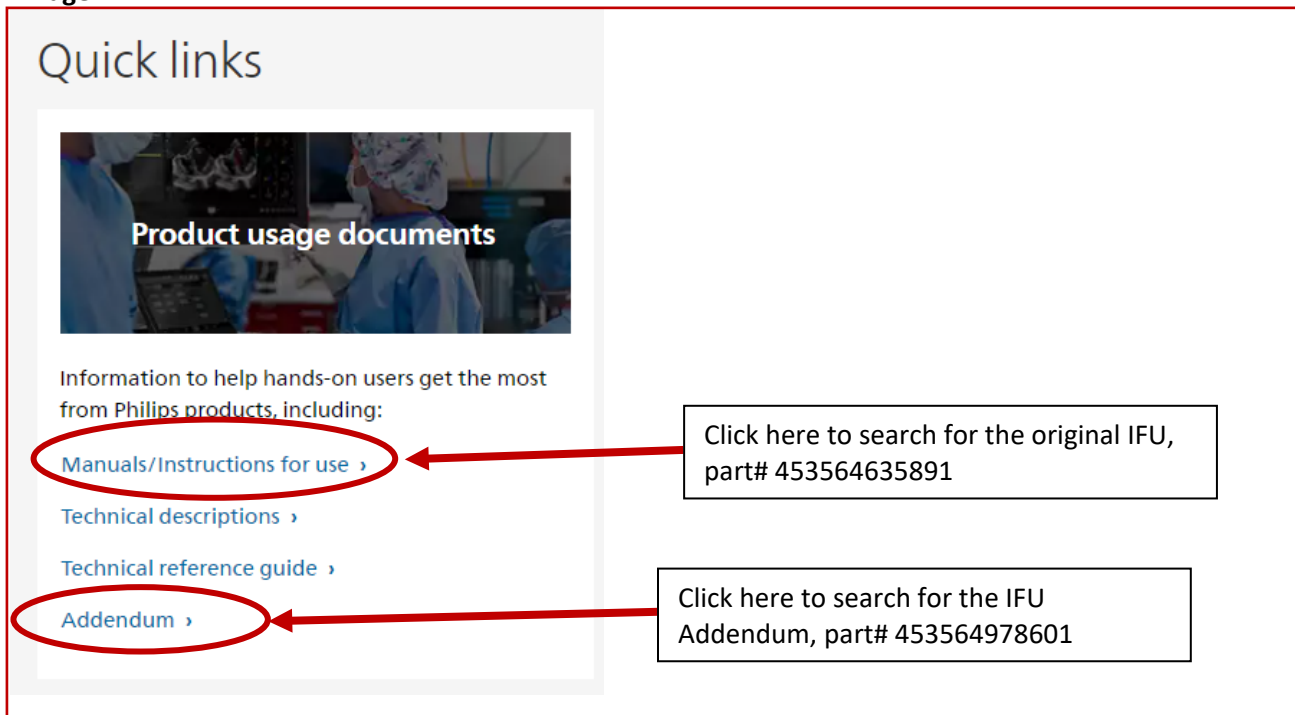 Quick links
Product usage documents
Information to help hands-on users get the most
from Philips products, including:
Manuals/Instructions for use ›
Click here to search for the original IFU,
part# 453564635891
Technical descriptions ›
Technical reference guide ›
Addendum ›
Click here to search for the IFU
Addendum, part# 453564978601